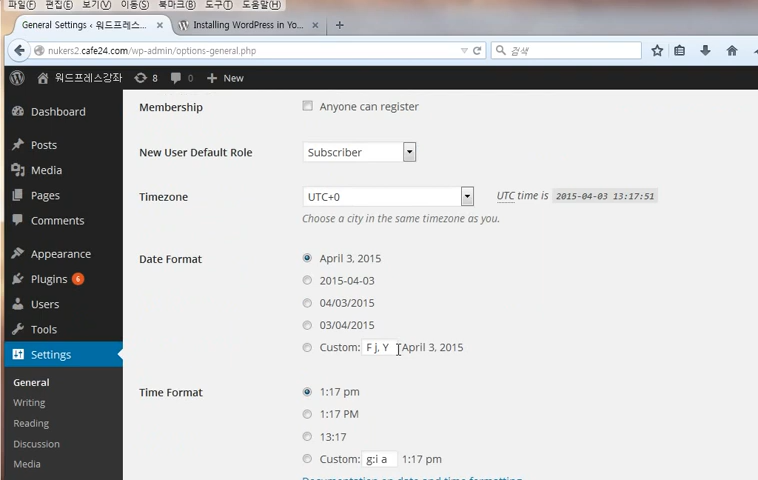 파일(F) 편집(E) 보기(V) 이동(S) 북마크(B) 도구(T) 도움말(H)
General Settings ‹ 워드프레스... × Installing WordPress in Yo... × +
nukers2.cafe24.com/wp-admin/options-general.php 검색
워드프레스강좌 8 0 + New
Dashboard
Posts
Media
Pages
Comments
Appearance
Plugins 6
Users
Tools
Settings
General
Writing
Reading
Discussion
Media
Membership Anyone can register
New User Default Role Subscriber
Timezone UTC+0 UTC time is 2015-04-03 13:17:51
Choose a city in the same timezone as you.
Date Format April 3, 2015
2015-04-03
04/03/2015
03/04/2015
Custom: F j, Y April 3, 2015
Time Format 1:17 pm
1:17 PM
13:17
Custom: g:i a 1:17 pm
Documentation on date and time formatting